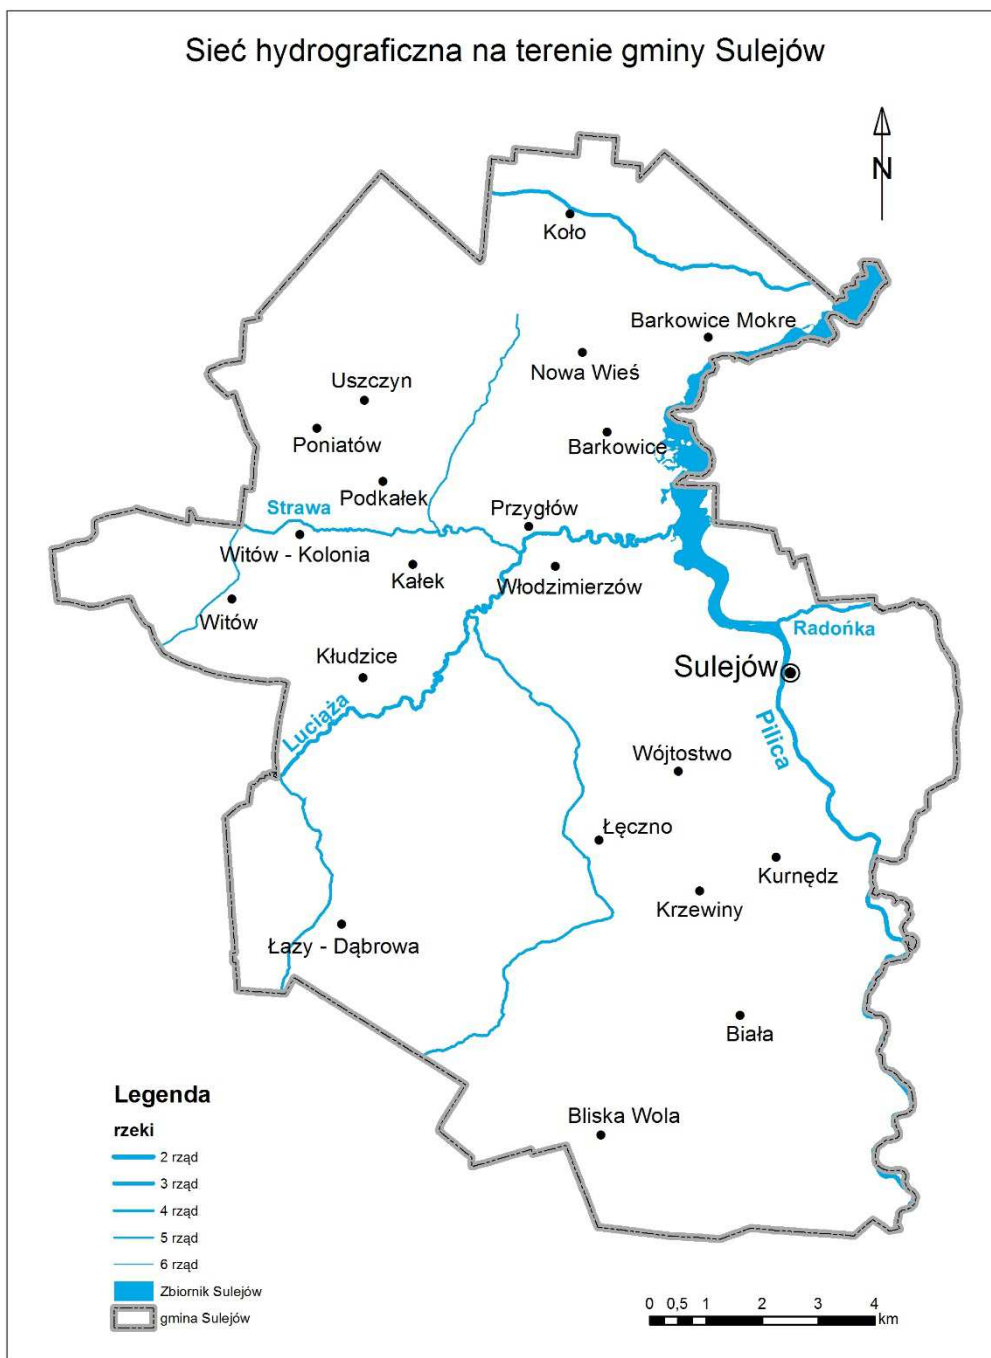 Sieć hydrograficzna na terenie gminy Sulejów
N
Koło
Barkowice Mokre
Nowa Wieś
Uszczyn
Poniatów
Barkowice
Podkałek
Strawa
Przygłów
Witów - Kolonia
Kałek
Włodzimierzów
Witów
Radońka
Kłudzice
Sulejów
Luciąża
Pilica
Wójtostwo
Łęczno
Kurnędz
Krzewiny
Łazy - Dąbrowa
Biała
Bliska Wola
Legenda
rzeki
2 rząd
3 rząd
4 rząd
5 rząd
6 rząd
Zbiornik Sulejów
gmina Sulejów
0 0,5 1 2 3 4
km